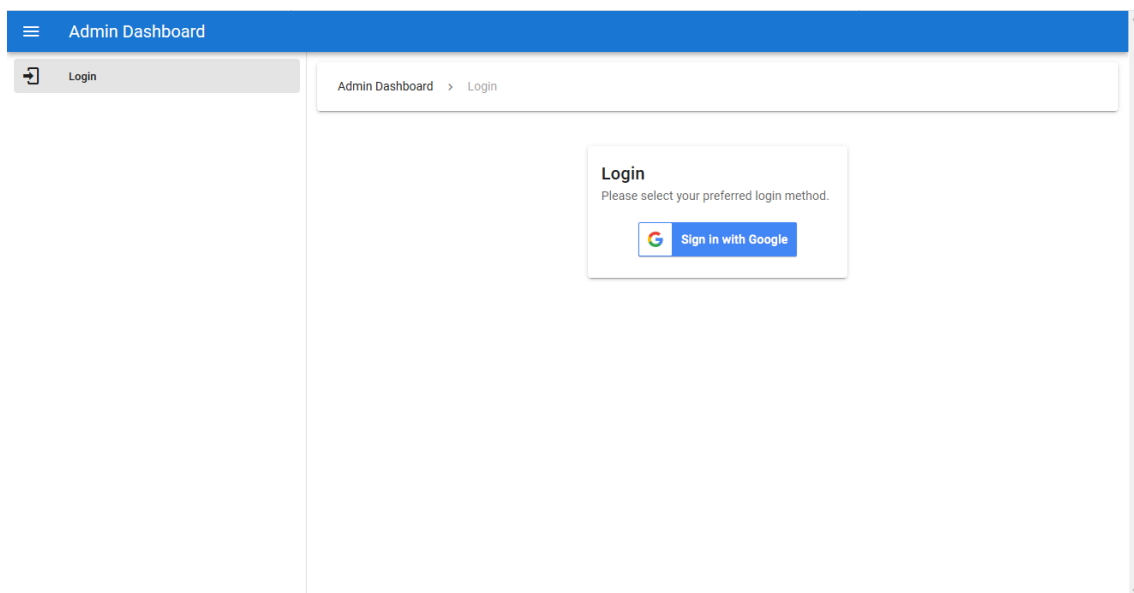 Admin Dashboard
Login
Admin Dashboard > Login
Login
Please select your preferred login method.
Sign in with Google